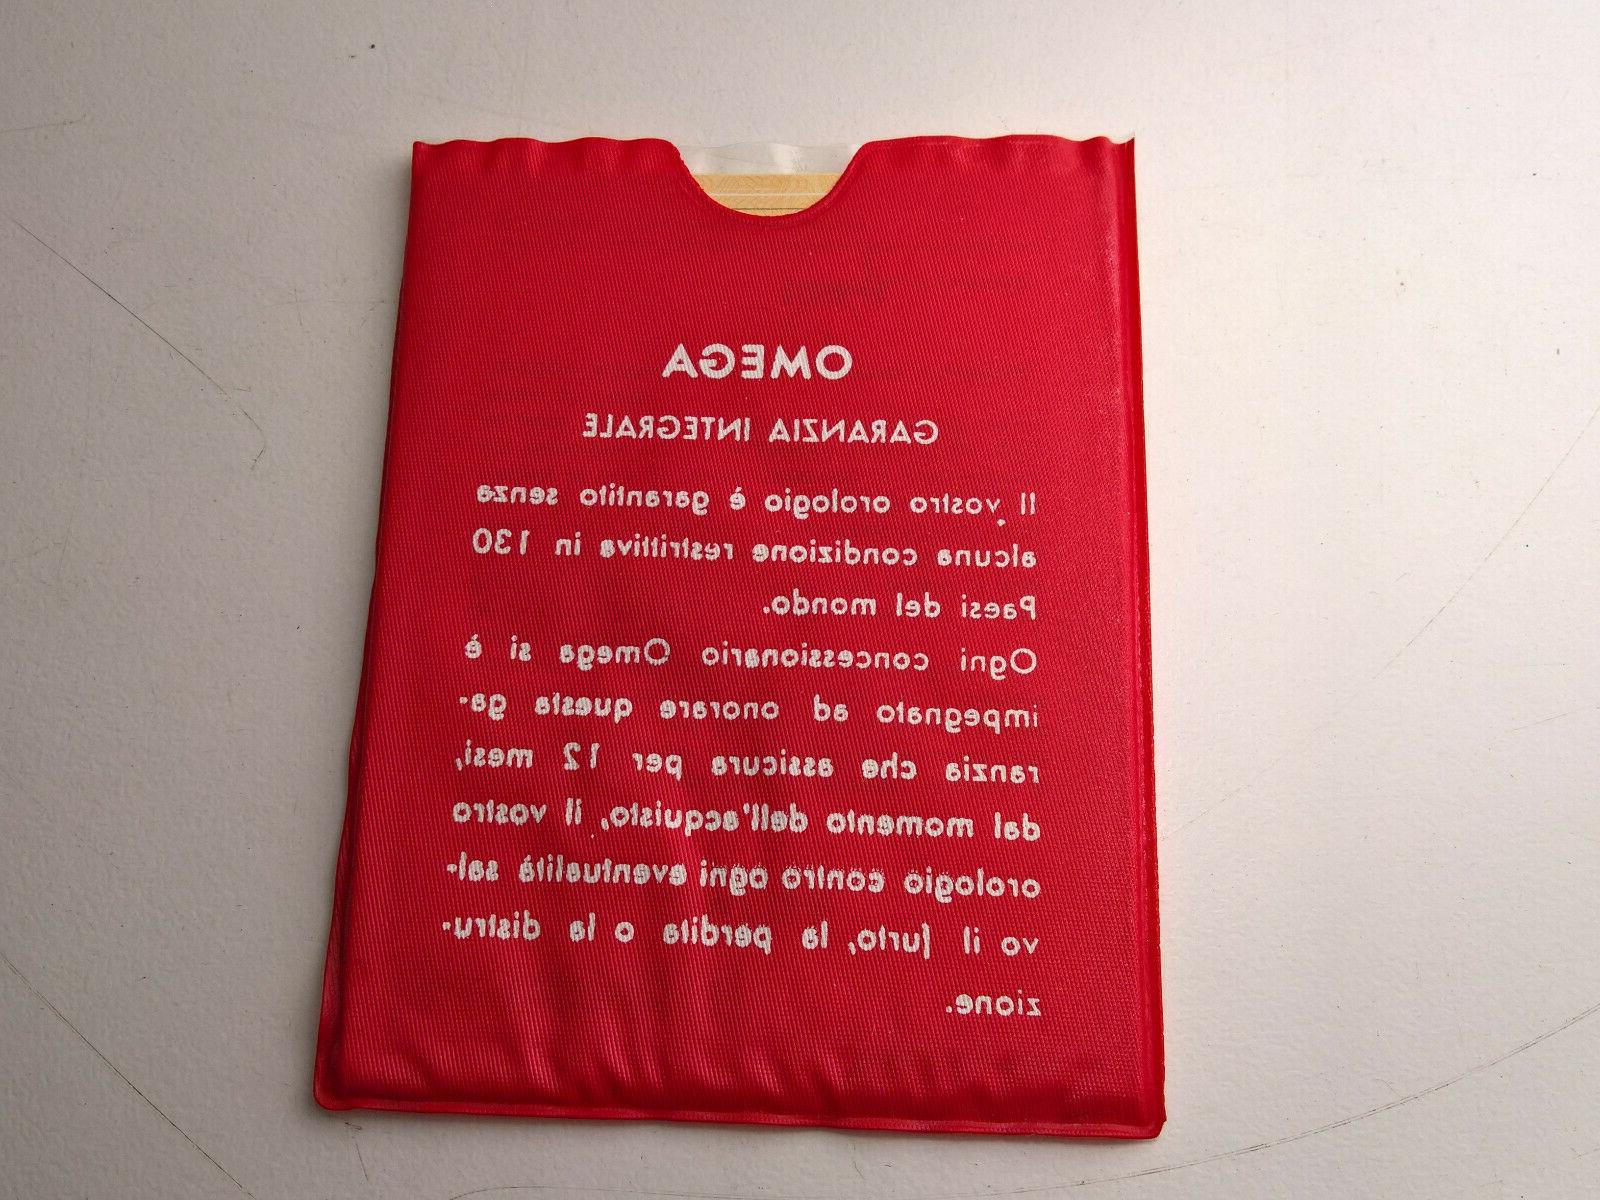 OMEGA
GARANZIA INTEGRALE
Il vostro orologio è garantito senza
alcuna condizione restrittiva in 130
Paesi del mondo.
Ogni concessionario Omega si è
impegnato ad onorare questa ga-
ranzia che assicura per 12 mesi,
dal momento dell'acquisto, il vostro
orologio contro ogni eventualità sal-
vo il furto, la perdita o la distru-
zione.